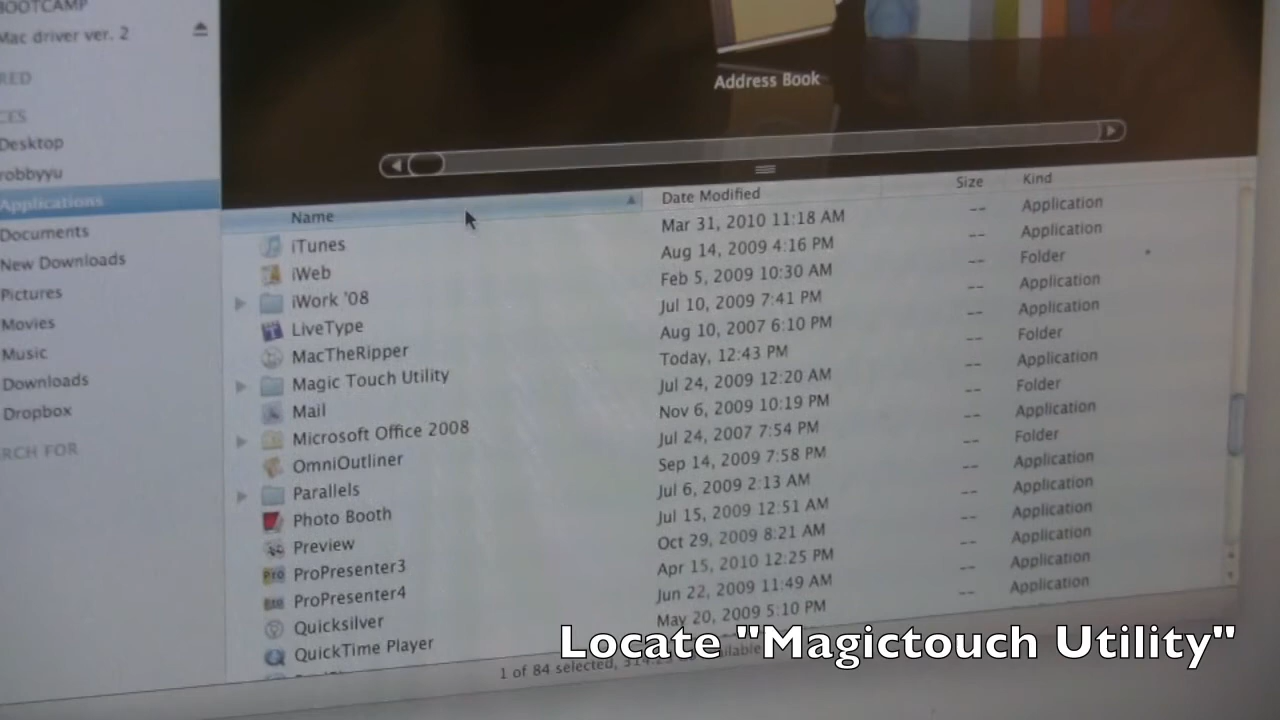 BOOTCAMP
Mac driver ver. 2
RED
CES
Desktop
robbyyu
Applications
Documents
New Downloads
Pictures
Movies
Music
Downloads
Dropbox
RCH FOR
Address Book
Name Date Modified Size Kind
iTunes Mar 31, 2010 11:18 AM -- Application
iWeb Aug 14, 2009 4:16 PM -- Application
iWork '08 Feb 5, 2009 10:30 AM -- Folder
LiveType Jul 10, 2009 7:41 PM -- Application
MacTheRipper Aug 10, 2007 6:10 PM -- Application
Magic Touch Utility Today, 12:43 PM -- Folder
Mail Jul 24, 2009 12:20 AM -- Application
Microsoft Office 2008 Nov 6, 2009 10:19 PM -- Folder
OmniOutliner Jul 24, 2007 7:54 PM -- Application
Parallels Sep 14, 2009 7:58 PM -- Folder
Photo Booth Jul 6, 2009 2:13 AM -- Application
Preview Jul 15, 2009 12:51 AM -- Application
ProPresenter3 Oct 29, 2009 8:21 AM -- Application
ProPresenter4 Apr 15, 2010 12:25 PM -- Application
Quicksilver Jun 22, 2009 11:49 AM -- Application
QuickTime Player May 20, 2009 5:10 PM -- Application
1 of 84 selected,
Locate "Magictouch Utility"